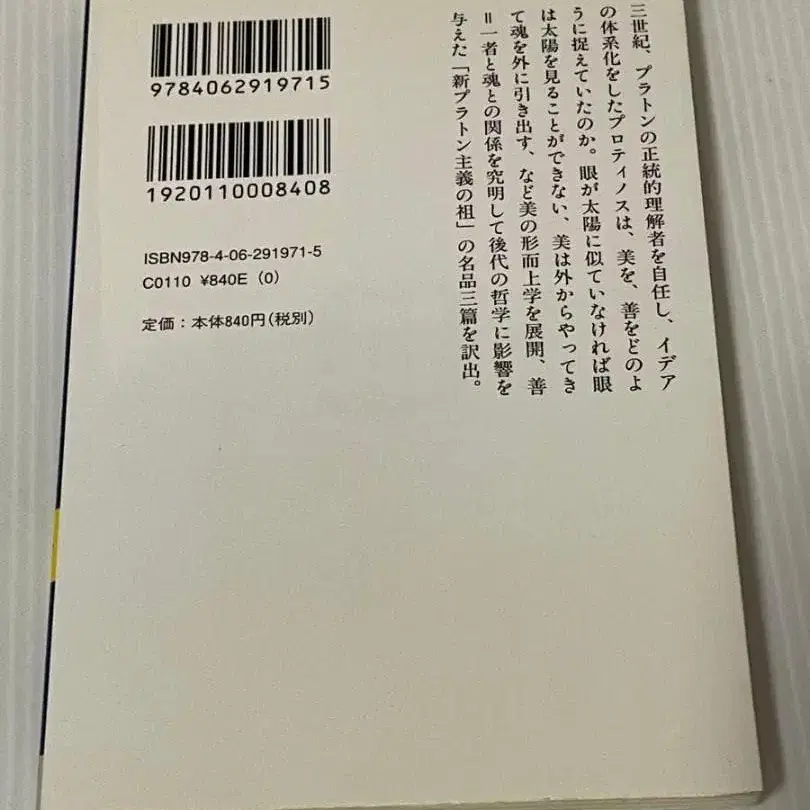 9784062919715
1920110008408
ISBN978-4-06-291971-5
C0110 ¥840E (0)
定価：本体840円(税別)
三世紀、プラトンの正統的理解者を自任し、イデア
の体系化をしたプロティノスは、美を、善をどのよ
うに捉えていたのか。眼が太陽に似ていなければ眼
は太陽を見ることができない、美は外からやってき
て魂を外に引き出す、など美の形而上学を展開、善
＝一者と魂との関係を究明して後代の哲学に影響を
与えた「新プラトン主義の祖」の名品三篇を訳出。